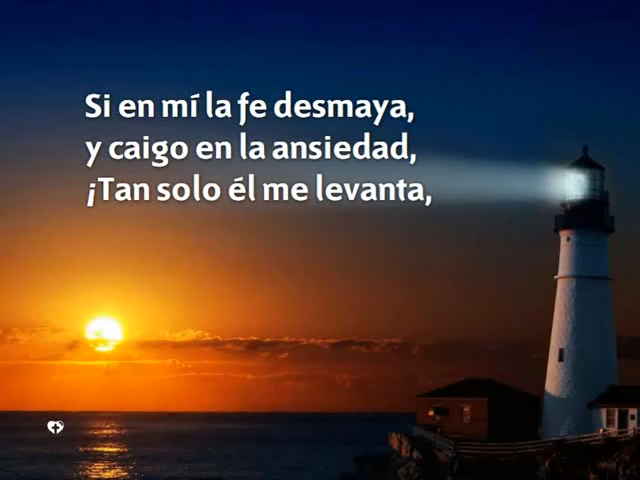 Si en mí la fe desmaya,
y caigo en la ansiedad,
¡Tan solo él me levanta,